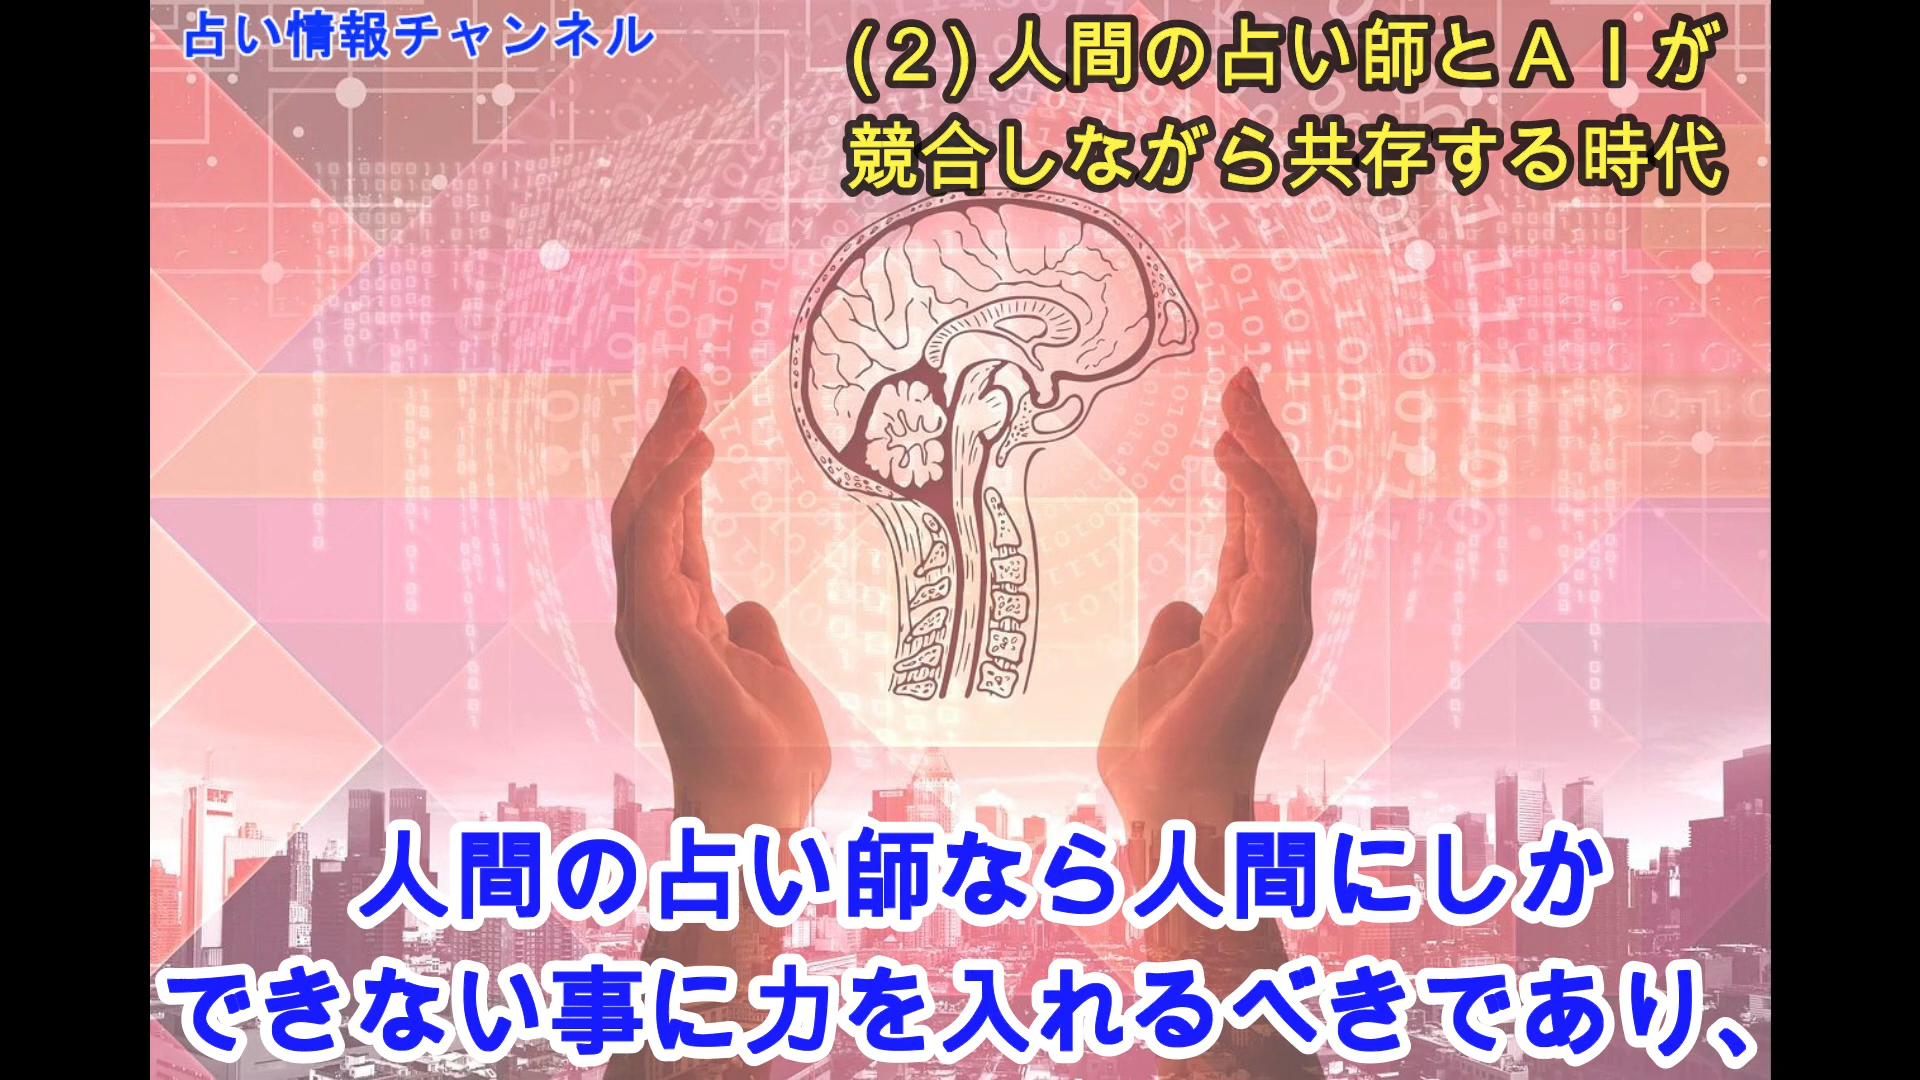 占い情報チャンネル
(２)人間の占い師とＡＩが
競合しながら共存する時代
人間の占い師なら人間にしか
できない事に力を入れるべきであり、